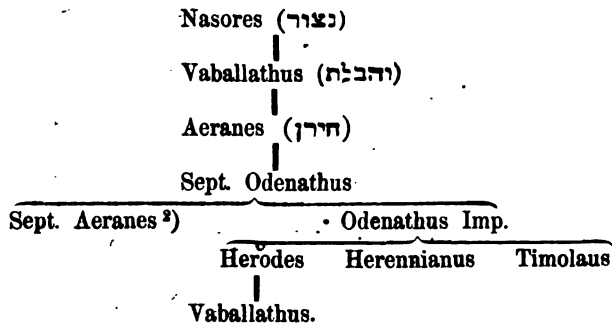 Nasores (נצור)
Vaballathus (והבלת)
Aeranes (חירן)
Sept. Odenathus
Sept. Aeranes ²) Odenathus Imp.
Herodes Herennianus Timolaus
Vaballathus.